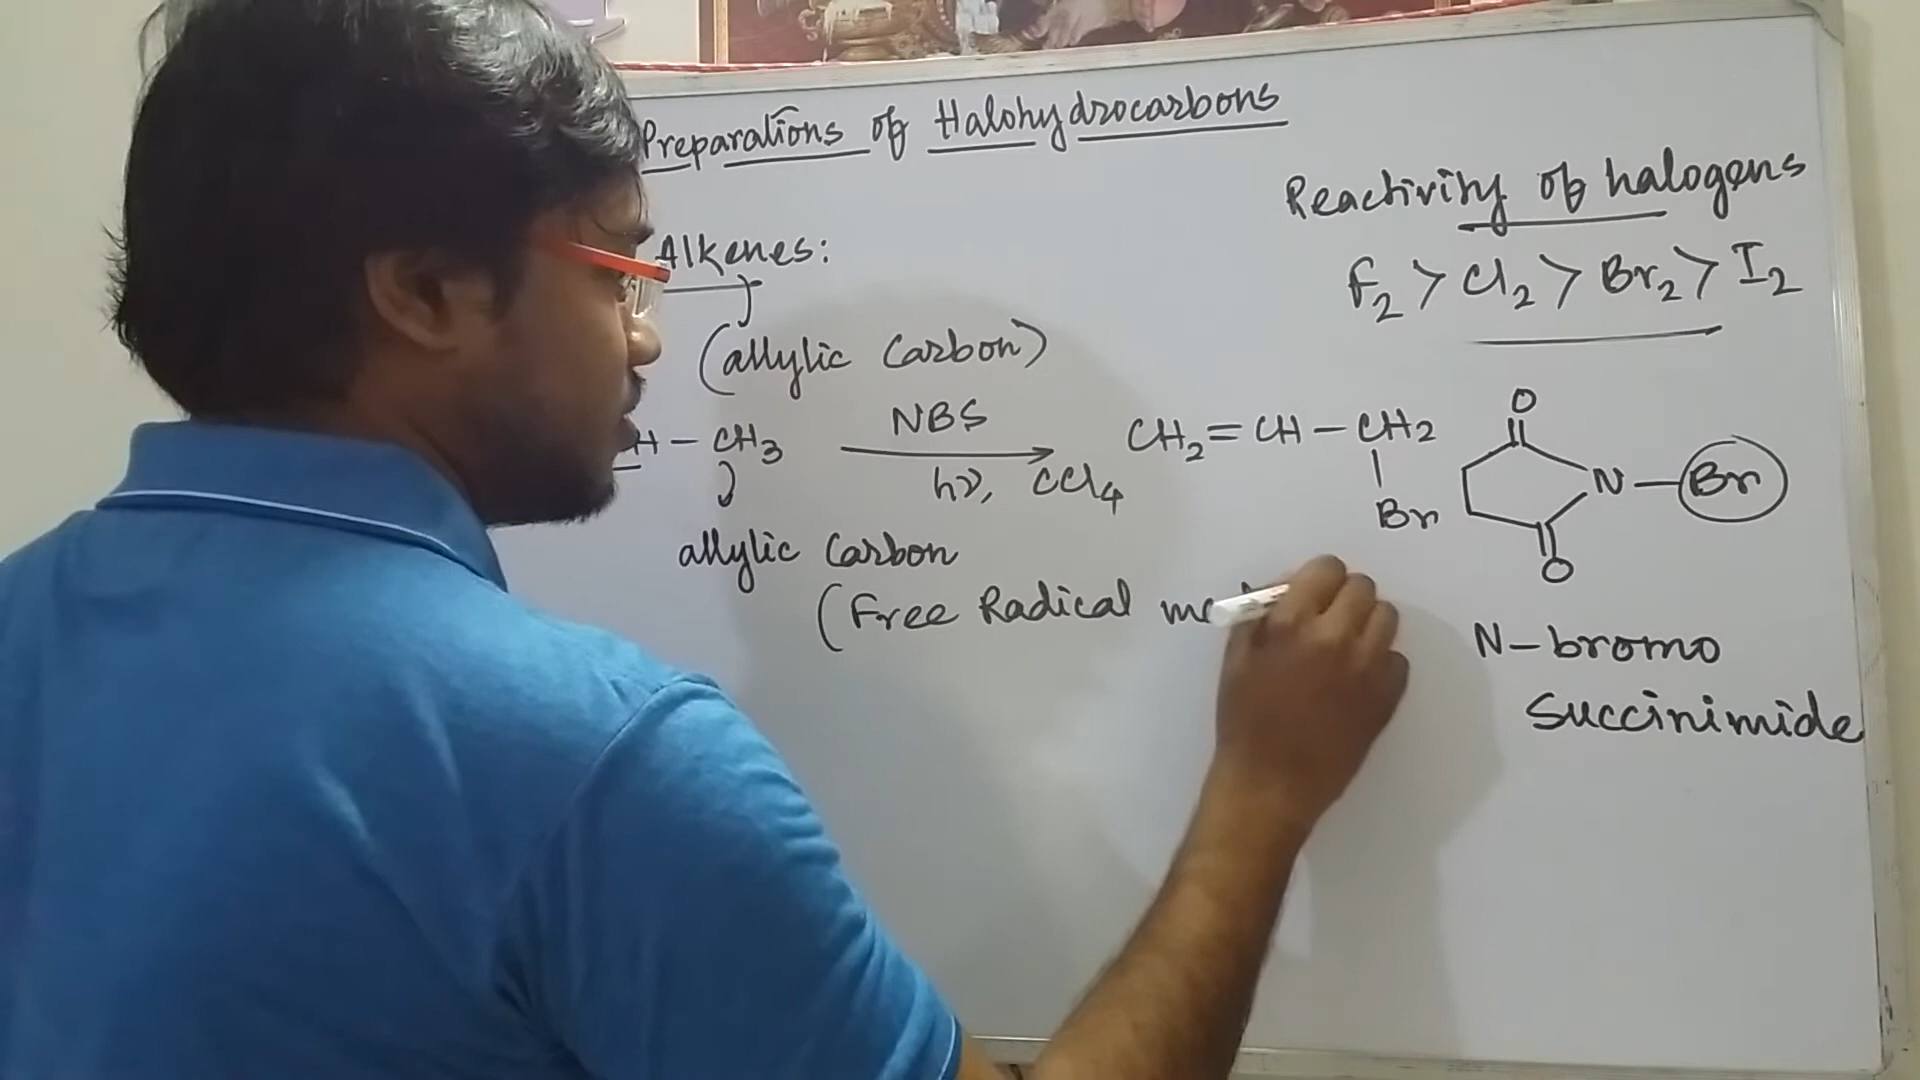 Preparations of Halohydrocarbons
Reactivity of halogens
F2 > Cl2 > Br2 > I2
Alkenes:
(allylic Carbon)
H – CH3
NBS
hν, CCl4
CH2 = CH – CH2
Br
allylic Carbon
(Free Radical
O
N – Br
O
N–bromo
Succinimide